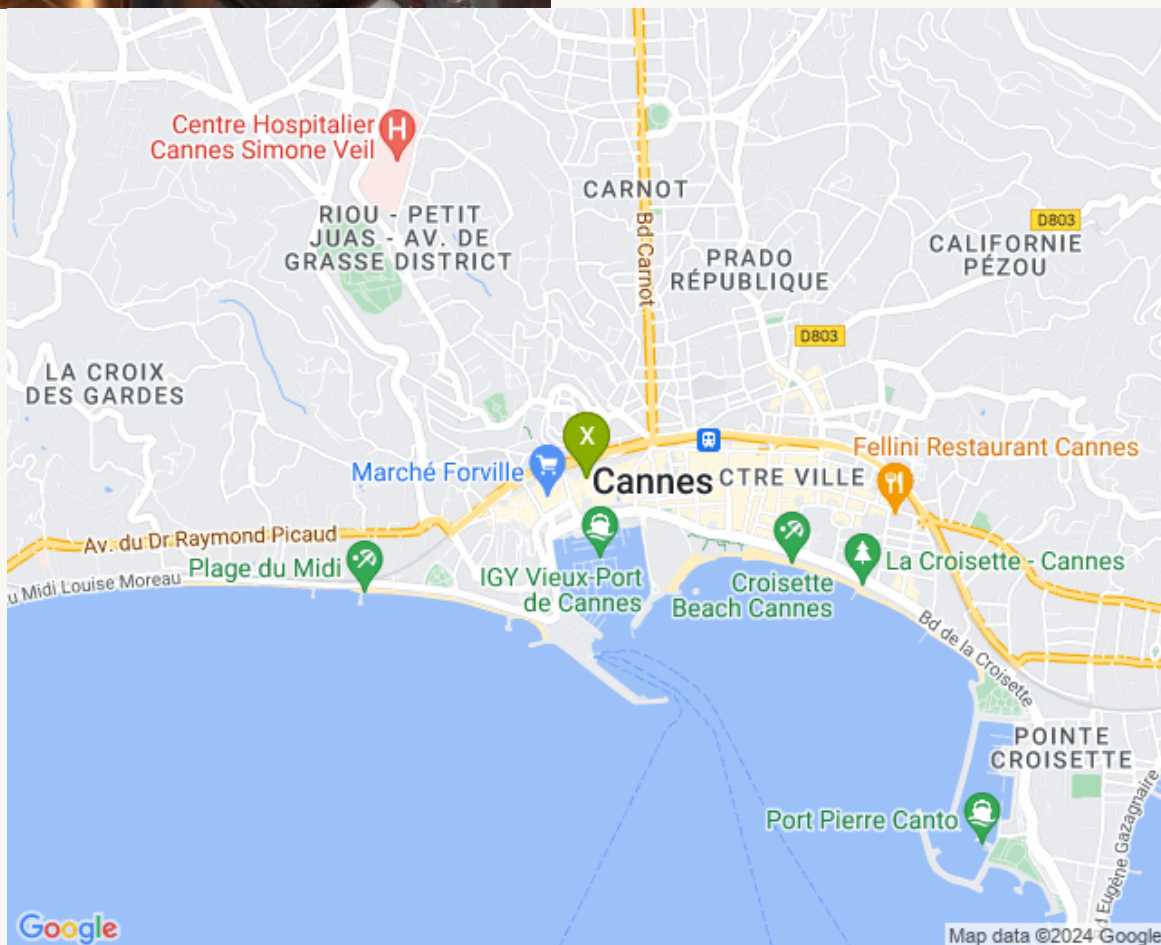 Centre Hospitalier
Cannes Simone Veil
H
CARNOT
Bd Carnot
RIOU - PETIT
JUAS - AV. DE
GRASSE DISTRICT
D803
CALIFORNIE
PÉZOU
PRADO
RÉPUBLIQUE
D803
LA CROIX
DES GARDES
X
Marché Forville
Cannes
CTRE VILLE
Fellini Restaurant Cannes
Av. du Dr Raymond Picaud
Plage du Midi
u Midi Louise Moreau
IGY Vieux-Port
de Cannes
Croisette
Beach Cannes
La Croisette - Cannes
Bd de la Croisette
POINTE
CROISETTE
Port Pierre Canto
Eugène Gazagnaire
Google
Map data ©2024 Google